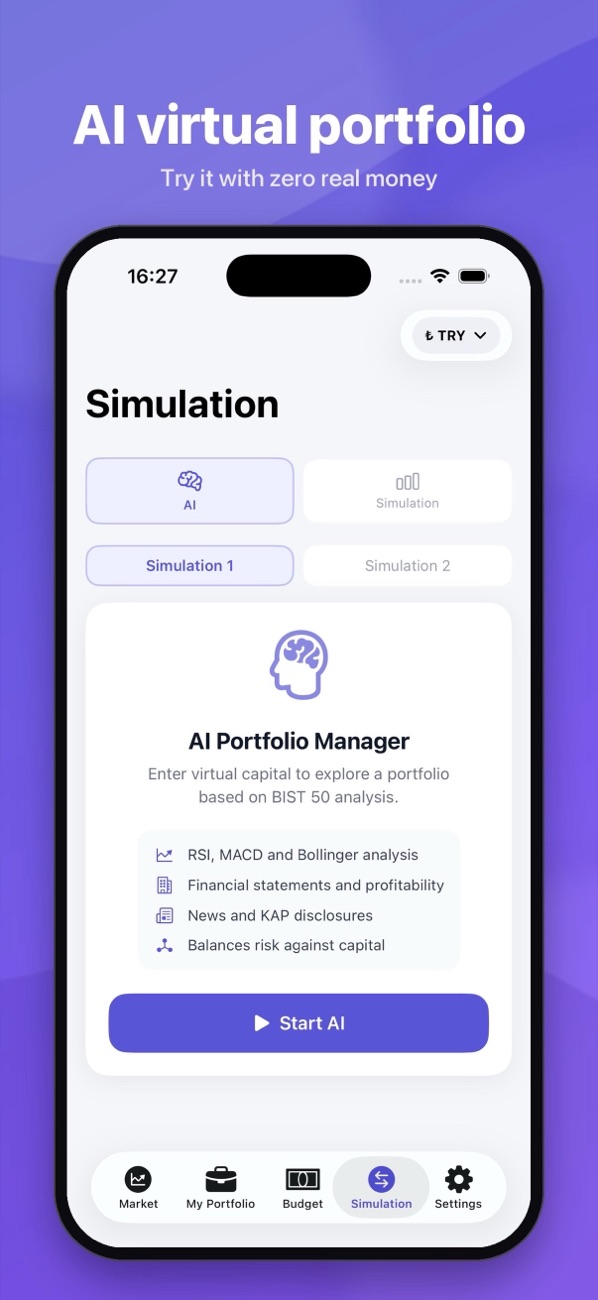 AI virtual portfolio
Try it with zero real money
16:27
₺ TRY
Simulation
AI
Simulation
Simulation 1
Simulation 2
AI Portfolio Manager
Enter virtual capital to explore a portfolio
based on BIST 50 analysis.
RSI, MACD and Bollinger analysis
Financial statements and profitability
News and KAP disclosures
Balances risk against capital
Start AI
Market
My Portfolio
Budget
Simulation
Settings